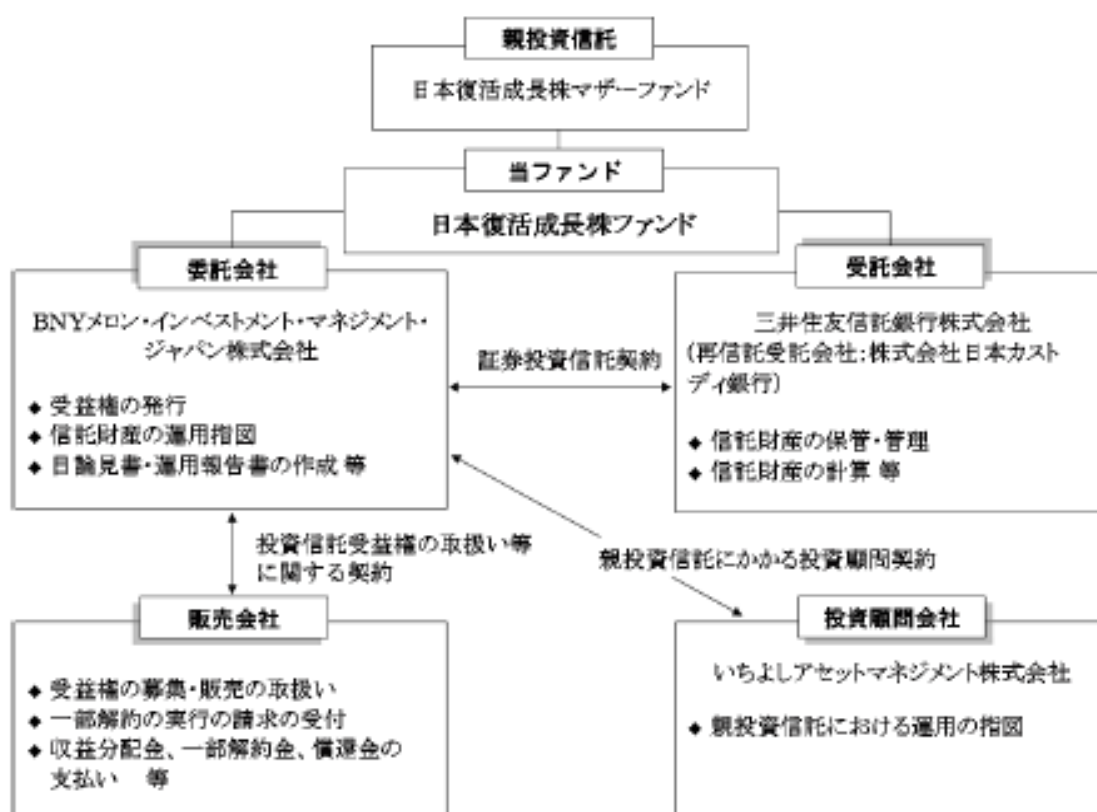 親投資信託
日本復活成長株マザーファンド
当ファンド
日本復活成長株ファンド
委託会社
BNYメロン・インベストメント・マネジメント・
ジャパン株式会社
◆ 受益権の発行
◆ 信託財産の運用指図
◆ 目論見書・運用報告書の作成 等
証券投資信託契約
受託会社
三井住友信託銀行株式会社
(再信託受託会社:株式会社日本カスト
ディ銀行)
◆ 信託財産の保管・管理
◆ 信託財産の計算 等
投資信託受益権の取扱い等
に関する契約
親投資信託にかかる投資顧問契約
販売会社
◆ 受益権の募集・販売の取扱い
◆ 一部解約の実行の請求の受付
◆ 収益分配金、一部解約金、償還金の
支払い 等
投資顧問会社
いちよしアセットマネジメント株式会社
◆ 親投資信託における運用の指図